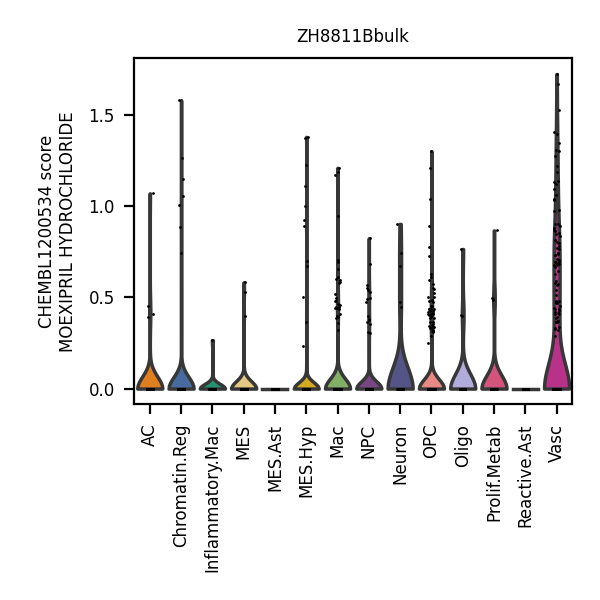 ZH8811Bbulk
CHEMBL1200534 score
MOEXIPRIL HYDROCHLORIDE
1.5
1.0
0.5
0.0
AC
Chromatin.Reg
Inflammatory.Mac
MES
MES.Ast
MES.Hyp
Mac
NPC
Neuron
OPC
Oligo
Prolif.Metab
Reactive.Ast
Vasc